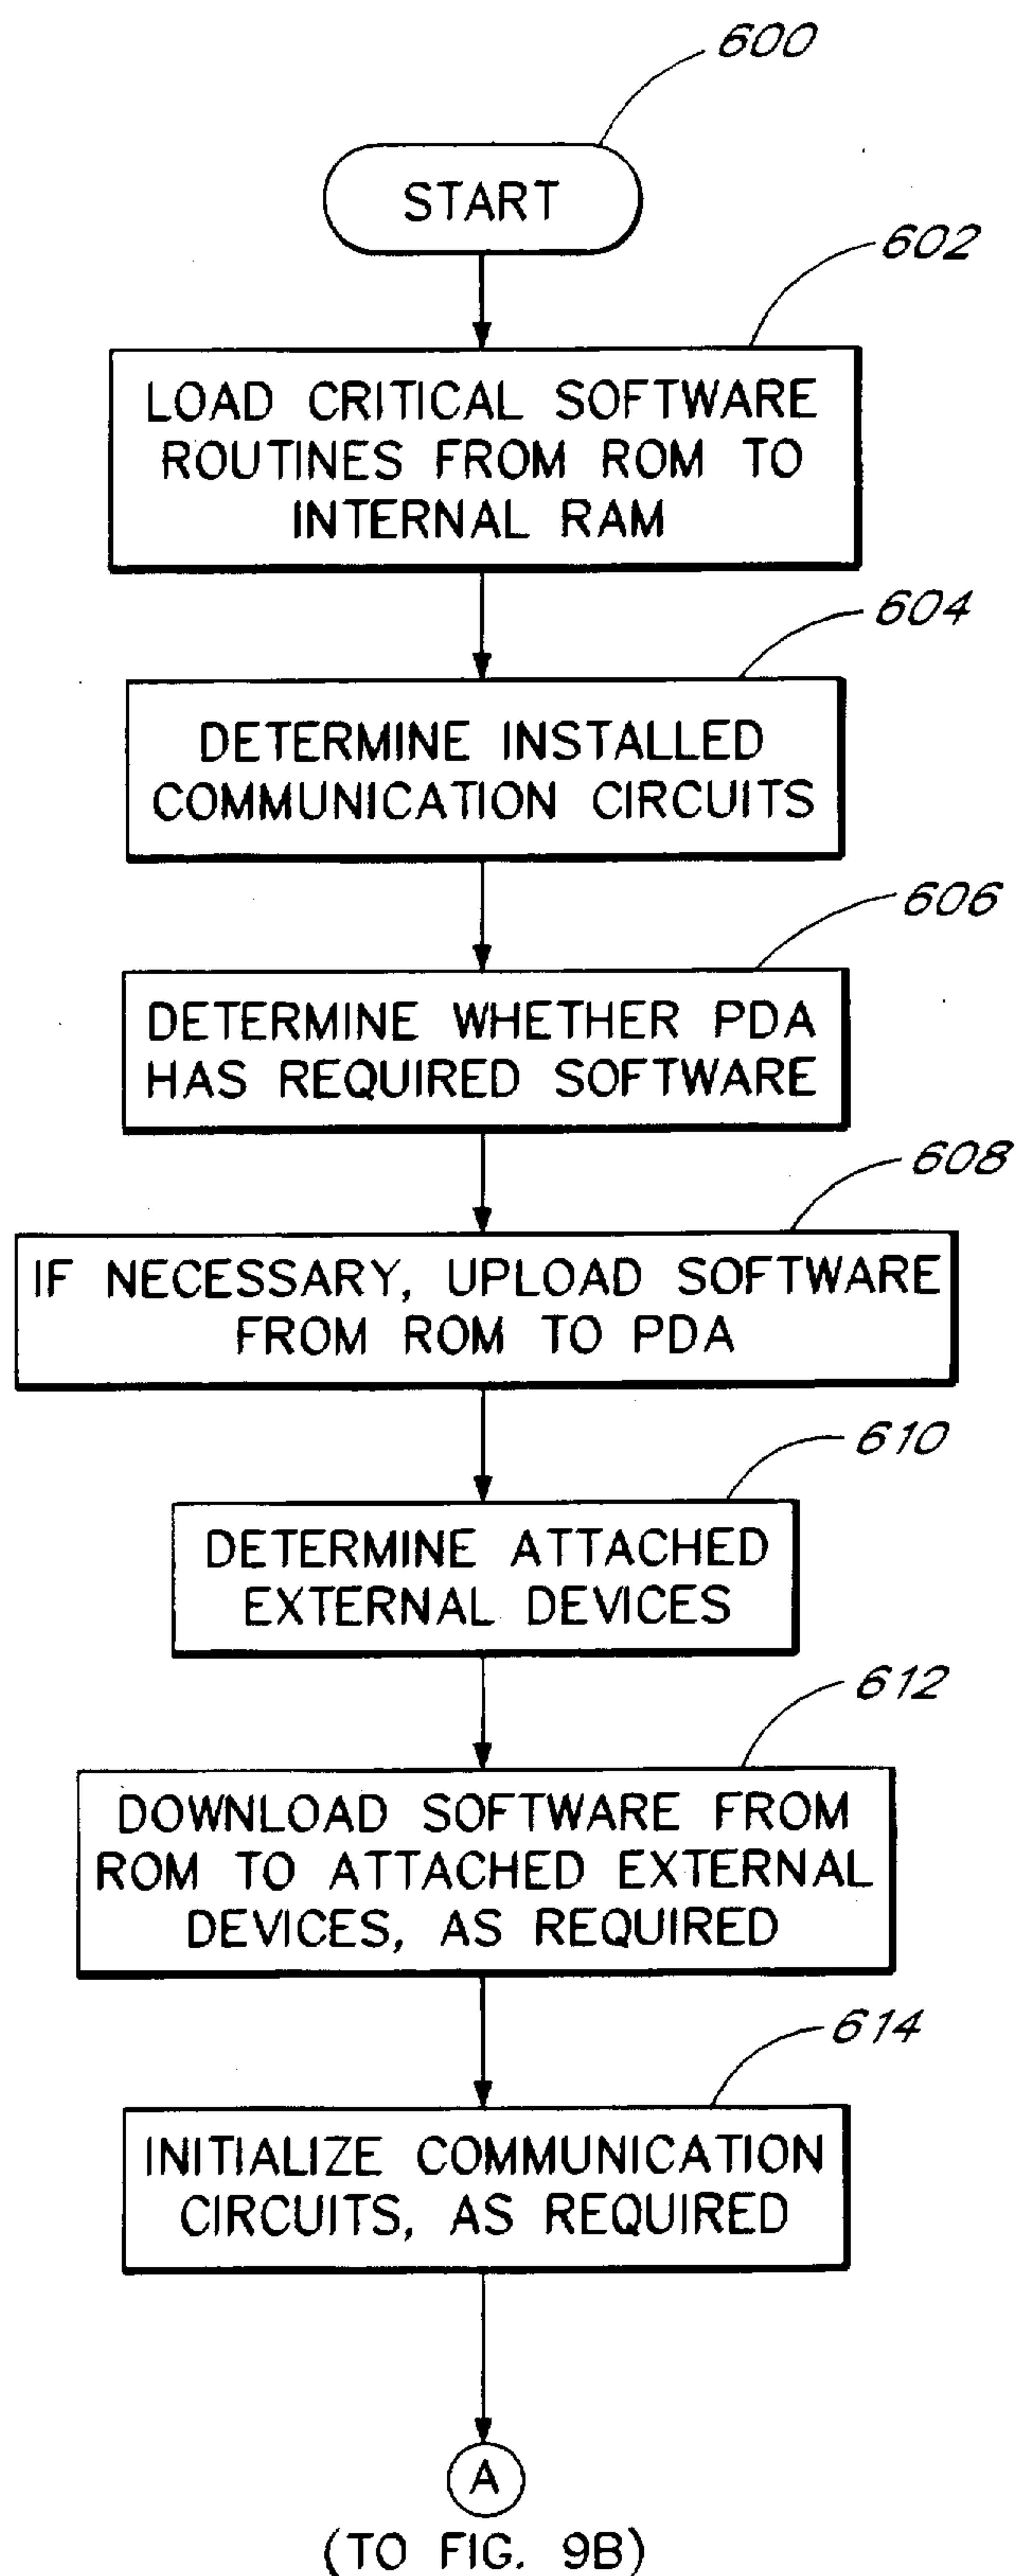 600
START
602
LOAD CRITICAL SOFTWARE
ROUTINES FROM ROM TO
INTERNAL RAM
604
DETERMINE INSTALLED
COMMUNICATION CIRCUITS
606
DETERMINE WHETHER PDA
HAS REQUIRED SOFTWARE
608
IF NECESSARY, UPLOAD SOFTWARE
FROM ROM TO PDA
610
DETERMINE ATTACHED
EXTERNAL DEVICES
612
DOWNLOAD SOFTWARE FROM
ROM TO ATTACHED EXTERNAL
DEVICES, AS REQUIRED
614
INITIALIZE COMMUNICATION
CIRCUITS, AS REQUIRED
A
(TO FIG. 9B)